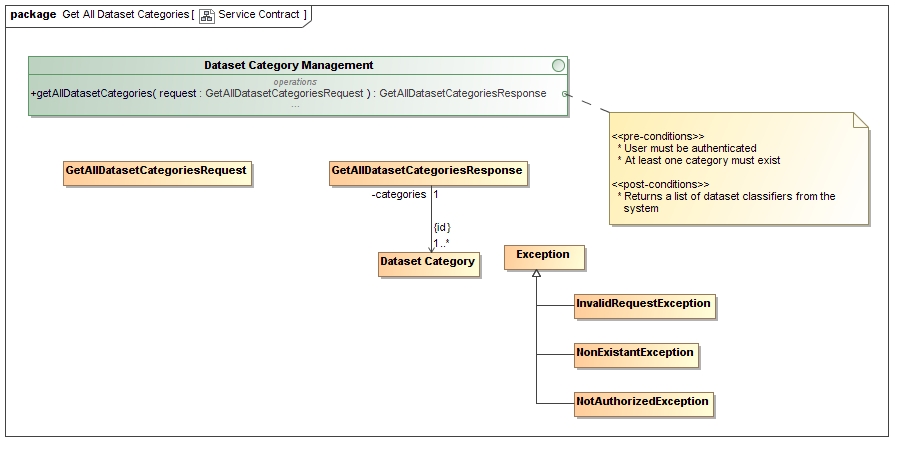 package Get All Dataset Categories [ Service Contract ]
Dataset Category Management
operations
+getAllDatasetCategories( request : GetAllDatasetCategoriesRequest ) : GetAllDatasetCategoriesResponse
...
<<pre-conditions>>
* User must be authenticated
* At least one category must exist
<<post-conditions>>
* Returns a list of dataset classifiers from the
system
GetAllDatasetCategoriesRequest
GetAllDatasetCategoriesResponse
-categories 1
{id}
1..*
Dataset Category
Exception
InvalidRequestException
NonExistantException
NotAuthorizedException